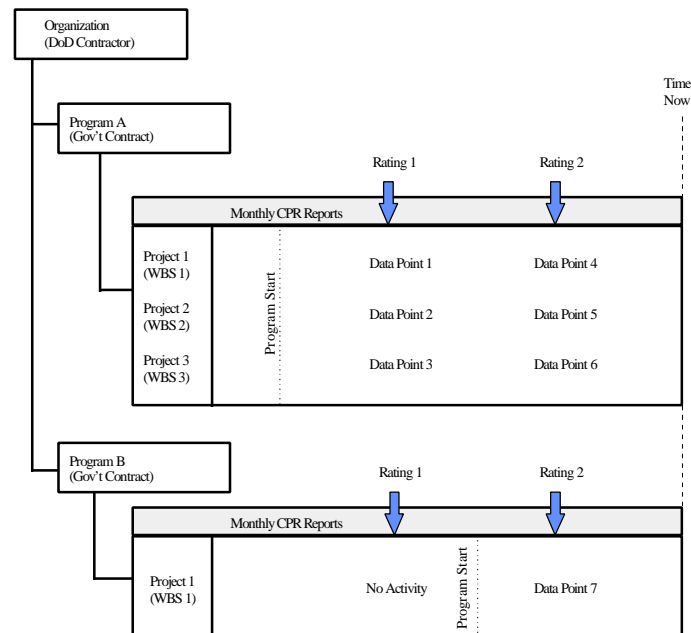 Organization
(DoD Contractor)
Time
Now
Program A
(Gov't Contract)
Rating 1
Rating 2
Monthly CPR Reports
Program Start
Project 1
(WBS 1)
Data Point 1
Data Point 4
Project 2
(WBS 2)
Data Point 2
Data Point 5
Project 3
(WBS 3)
Data Point 3
Data Point 6
Program B
(Gov't Contract)
Rating 1
Rating 2
Monthly CPR Reports
Program Start
Project 1
(WBS 1)
No Activity
Data Point 7